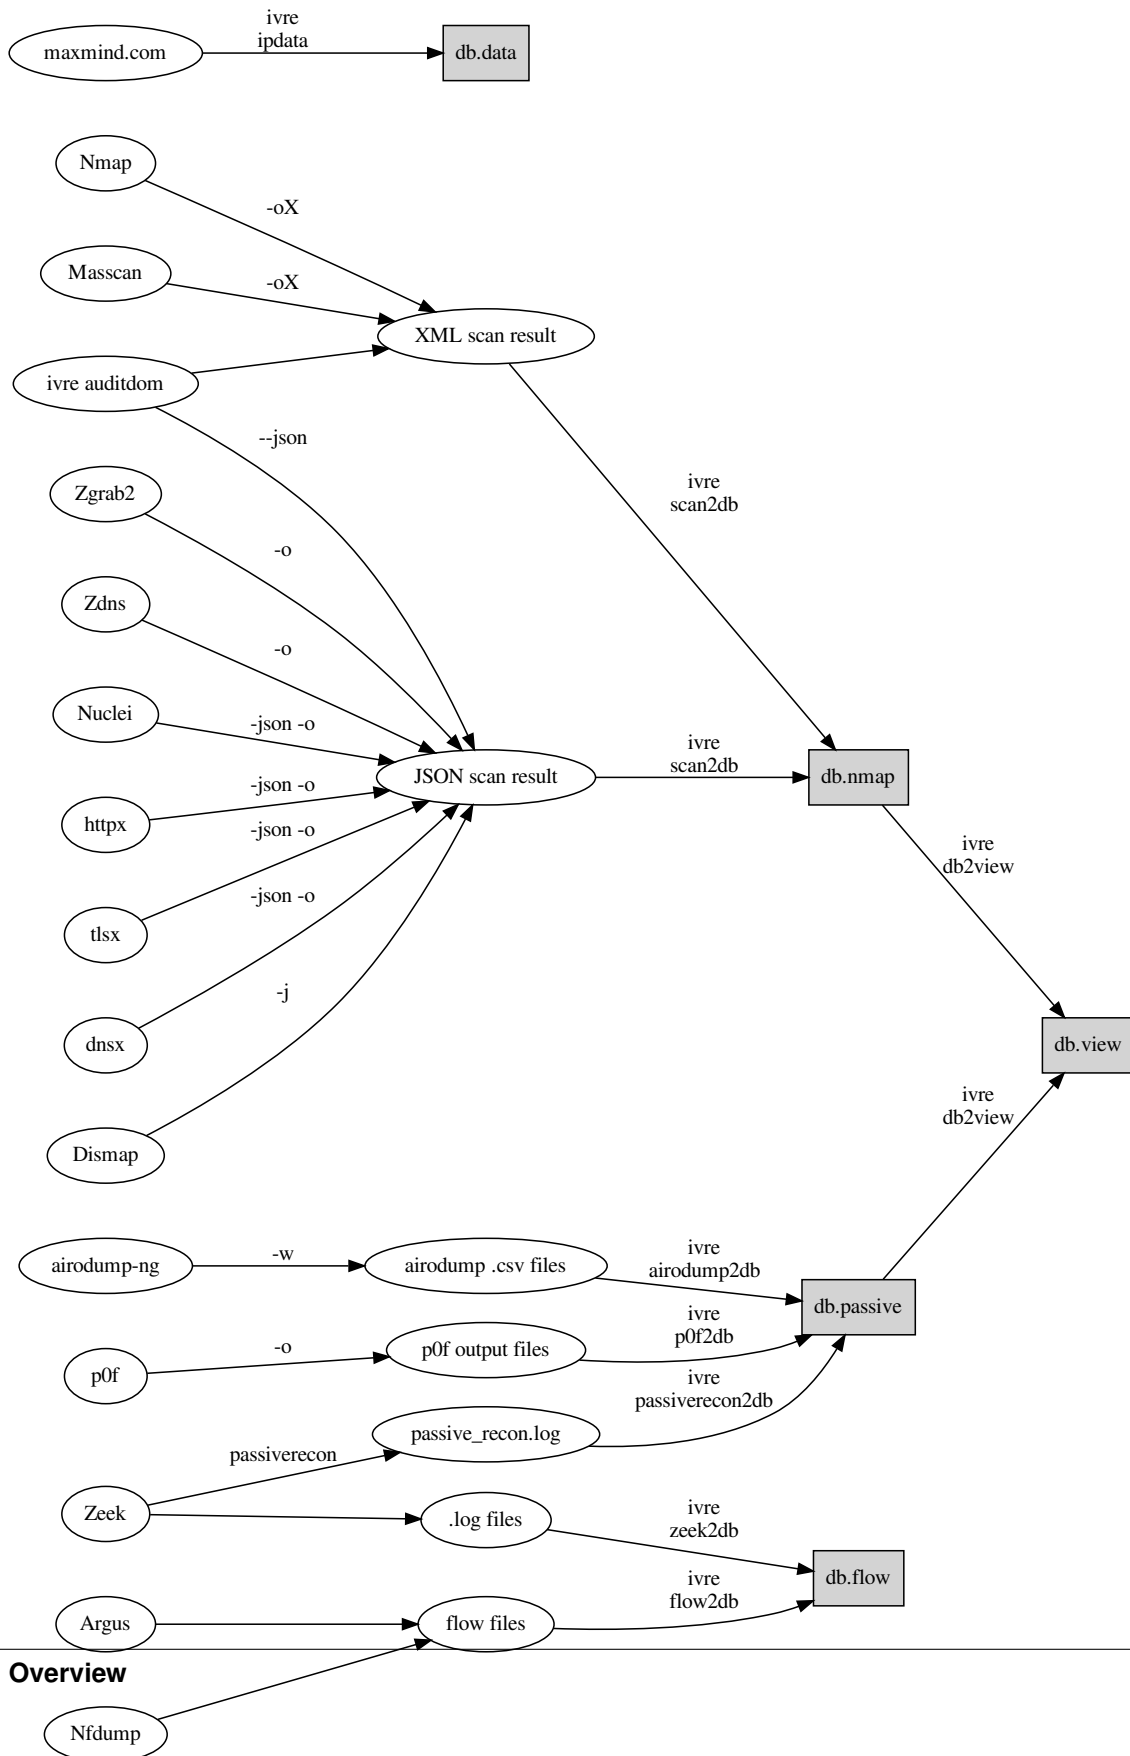 ivre
ipdata
maxmind.com
db.data
Nmap
-oX
Masscan
-oX
XML scan result
ivre auditdom
--json
Zgrab2
ivre
scan2db
-o
Zdns
-o
Nuclei
-json -o
ivre
scan2db
JSON scan result
db.nmap
-json -o
httpx
-json -o
ivre
db2view
-json -o
tlsx
-j
dnsx
db.view
ivre
db2view
Dismap
airodump-ng
-w
airodump .csv files
ivre
airodump2db
db.passive
ivre
p0f2db
p0f
-o
p0f output files
ivre
passiverecon2db
passive_recon.log
passiverecon
Zeek
.log files
ivre
zeek2db
db.flow
ivre
flow2db
Argus
flow files
Overview
Nfdump